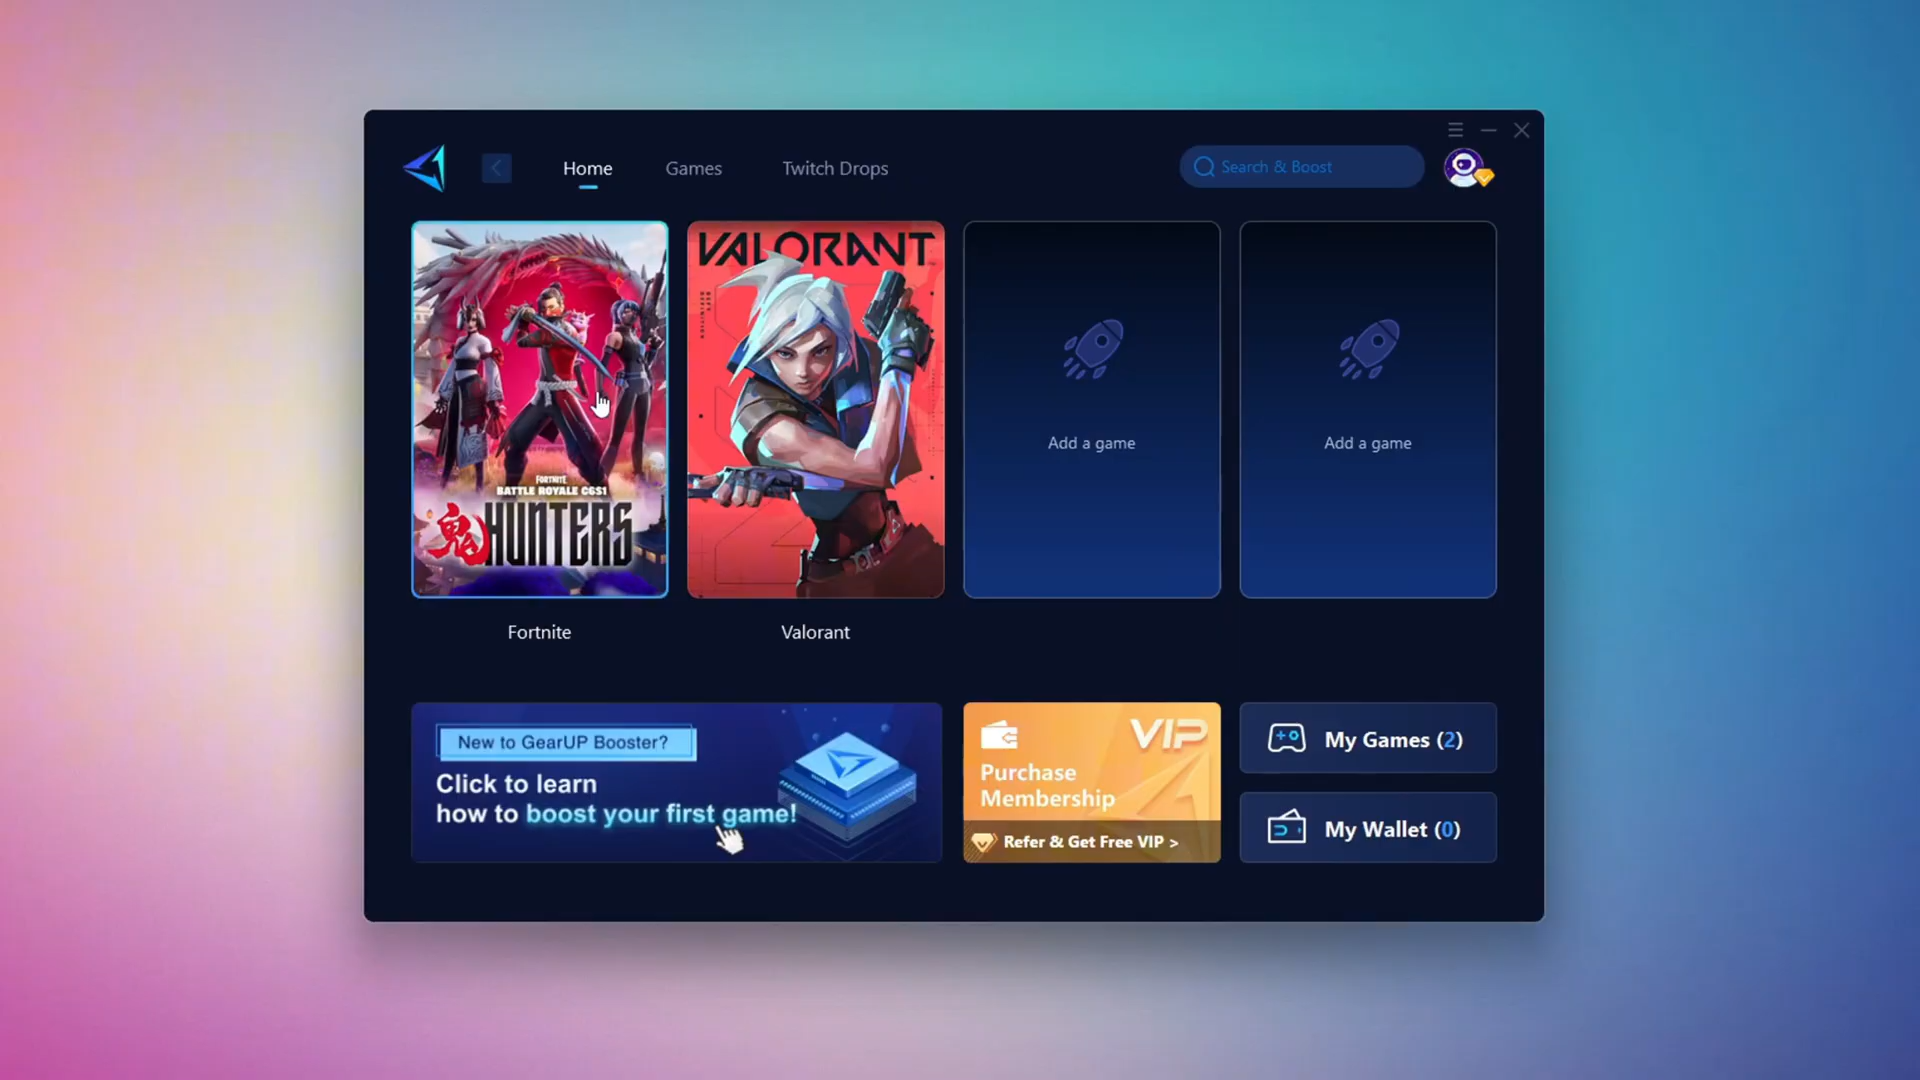 Home
Games
Twitch Drops
Search & Boost
FORTNITE
BATTLE ROYALE C6S1
鬼 HUNTERS
VALORANT
Add a game
Add a game
Fortnite
Valorant
New to GearUP Booster?
Click to learn
how to boost your first game!
VIP
Purchase
Membership
Refer & Get Free VIP >
My Games (2)
My Wallet (0)